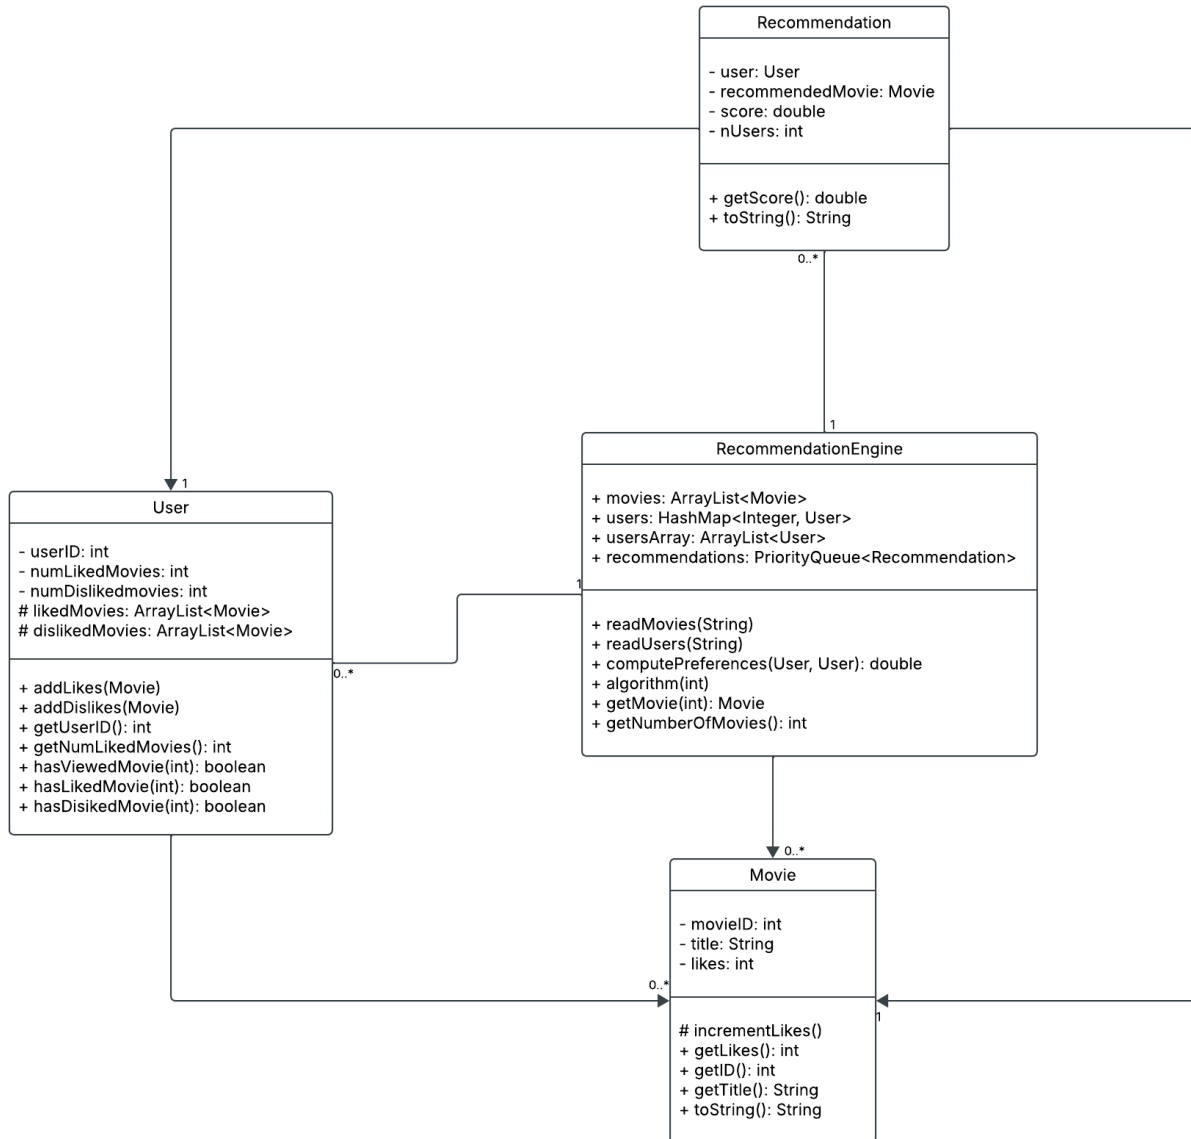 Recommendation
- user: User
- recommendedMovie: Movie
- score: double
- nUsers: int
+ getScore(): double
+ toString(): String
0..*
1
RecommendationEngine
+ movies: ArrayList<Movie>
+ users: HashMap<Integer, User>
+ usersArray: ArrayList<User>
+ recommendations: PriorityQueue<Recommendation>
+ readMovies(String)
+ readUsers(String)
+ computePreferences(User, User): double
+ algorithm(int)
+ getMovie(int): Movie
+ getNumberOfMovies(): int
1
1
User
- userID: int
- numLikedMovies: int
- numDislikedmovies: int
# likedMovies: ArrayList<Movie>
# dislikedMovies: ArrayList<Movie>
+ addLikes(Movie)
+ addDislikes(Movie)
+ getUserID(): int
+ getNumLikedMovies(): int
+ hasViewedMovie(int): boolean
+ hasLikedMovie(int): boolean
+ hasDisikedMovie(int): boolean
0..*
0..*
Movie
- movieID: int
- title: String
- likes: int
# incrementLikes()
+ getLikes(): int
+ getID(): int
+ getTitle(): String
+ toString(): String
0..*
1